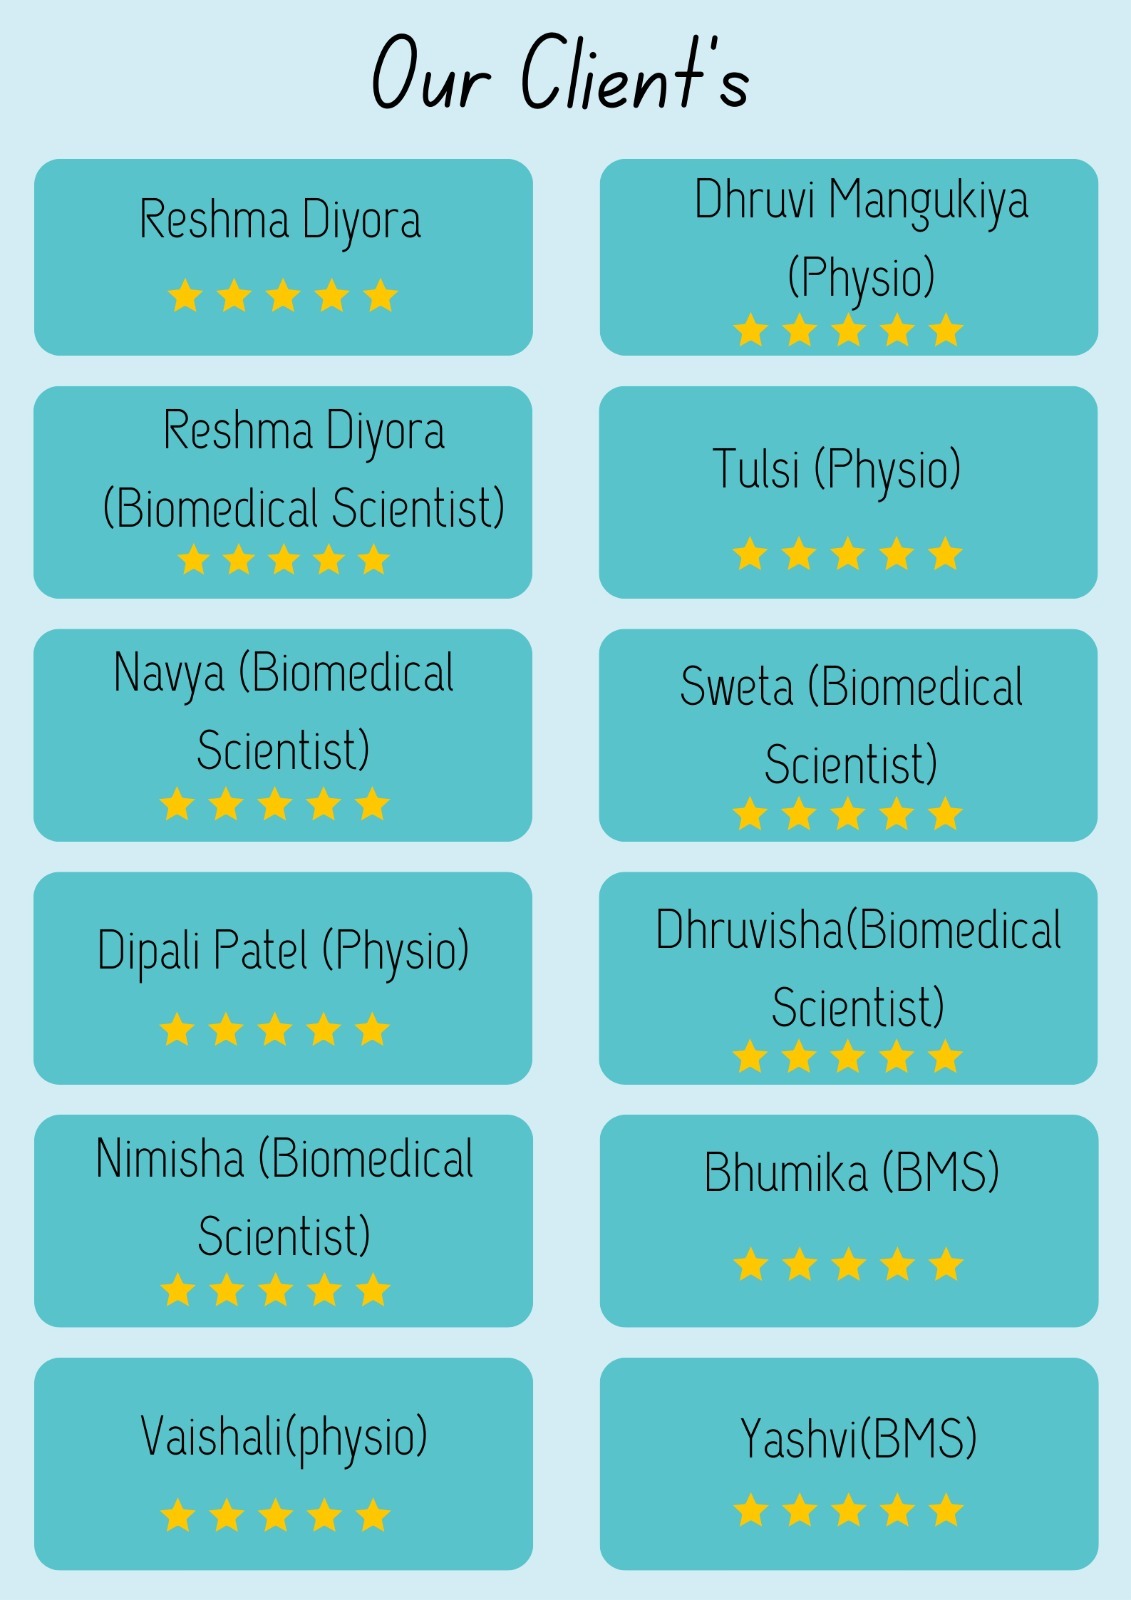 Our Client's
Reshma Diyora
Dhruvi Mangukiya
(Physio)
Reshma Diyora
(Biomedical Scientist)
Tulsi (Physio)
Navya (Biomedical
Scientist)
Sweta (Biomedical
Scientist)
Dipali Patel (Physio)
Dhruvisha(Biomedical
Scientist)
Nimisha (Biomedical
Scientist)
Bhumika (BMS)
Vaishali(physio)
Yashvi(BMS)